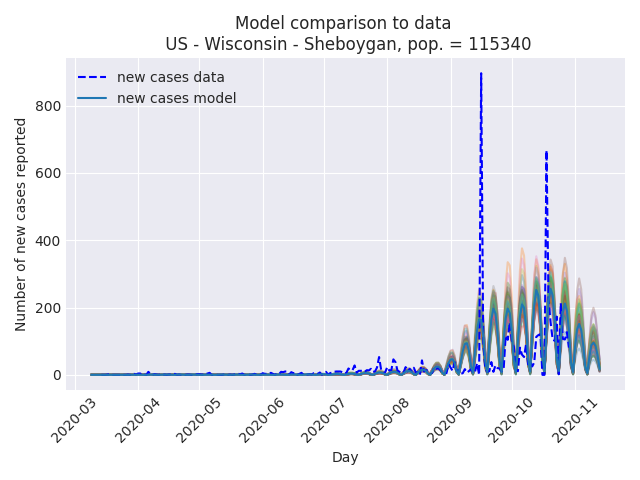 Model comparison to data
US - Wisconsin - Sheboygan, pop. = 115340
new cases data
new cases model
Number of new cases reported
800
600
400
200
0
2020-03
2020-04
2020-05
2020-06
2020-07
2020-08
2020-09
2020-10
2020-11
Day